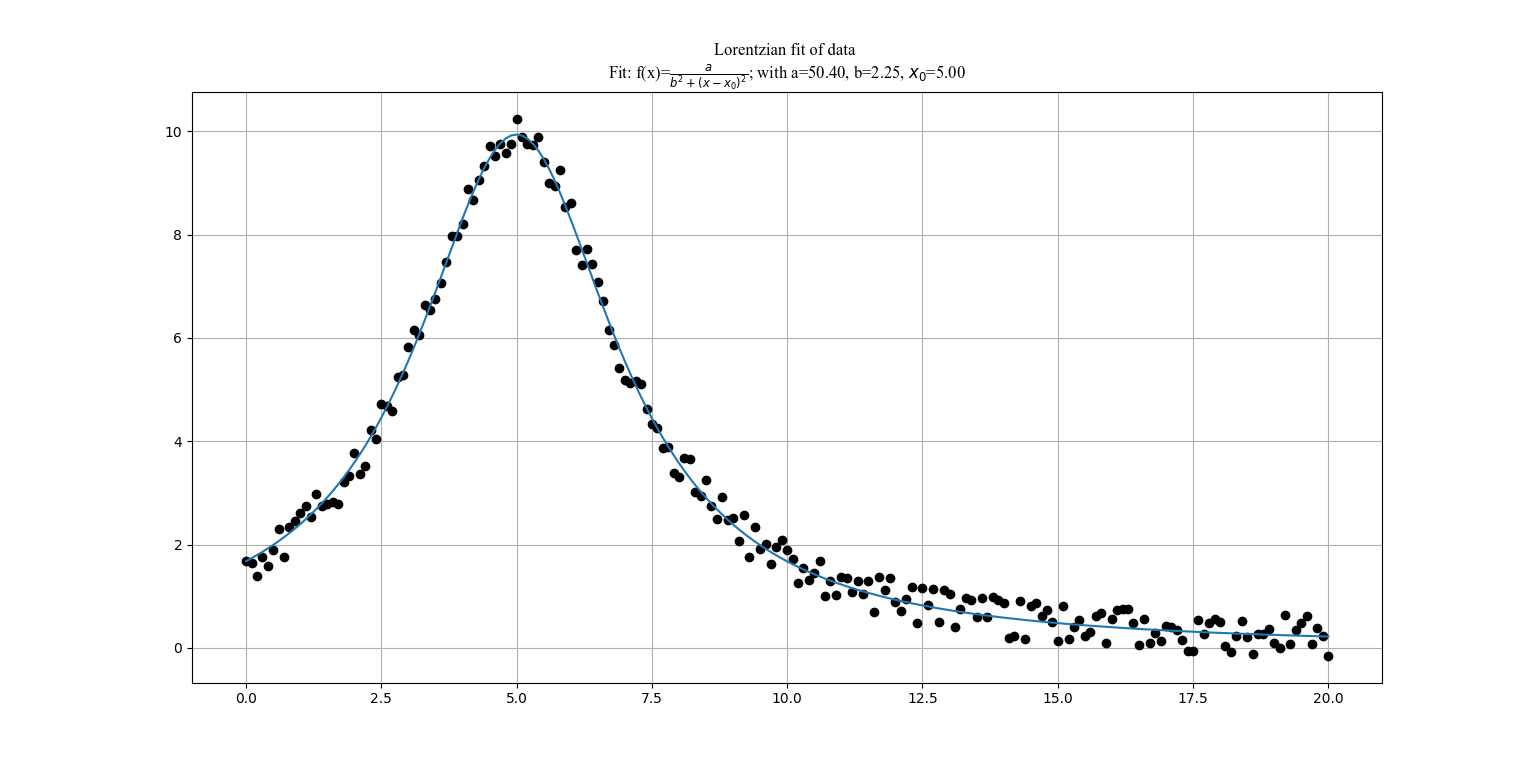 Lorentzian fit of data
Fit: f(x)=a/(b²+(x−x₀)²); with a=50.40, b=2.25, x₀=5.00
10
8
6
4
2
0
0.0 2.5 5.0 7.5 10.0 12.5 15.0 17.5 20.0